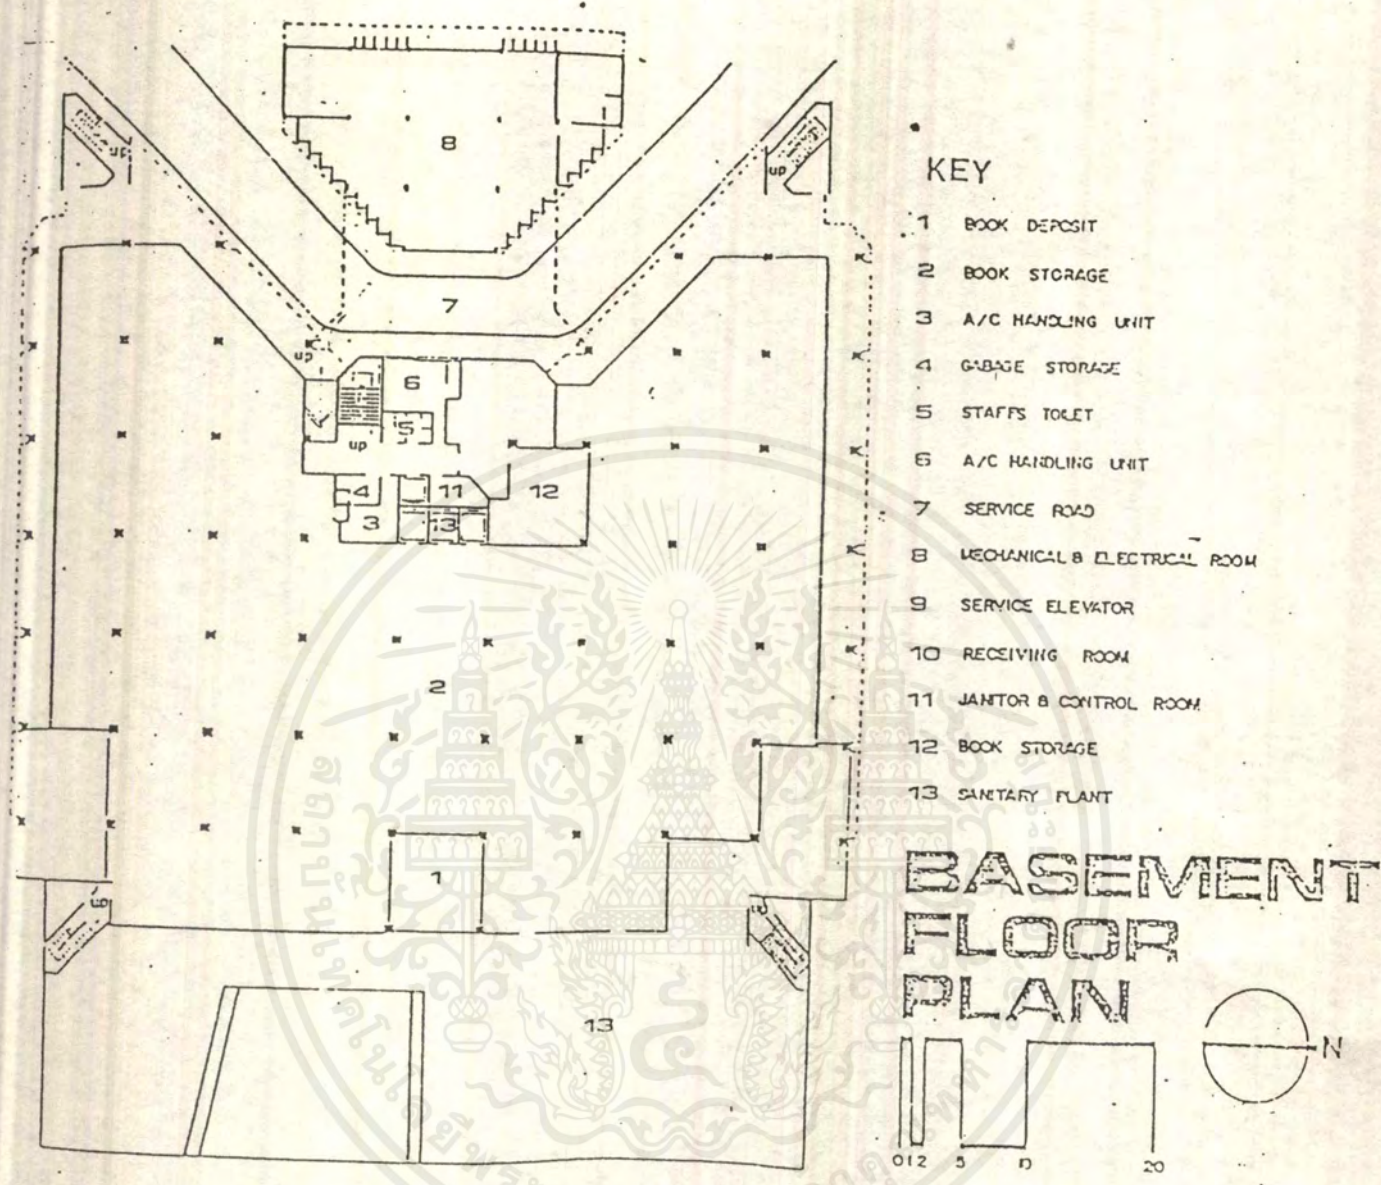 up
up
8
KEY
1 BOOK DEPOSIT
2 BOOK STORAGE
3 A/C HANDLING UNIT
4 GABAGE STORAGE
5 STAFFS TOILET
6 A/C HANDLING UNIT
7 SERVICE ROAD
8 MECHANICAL & ELECTRICAL ROOM
9 SERVICE ELEVATOR
10 RECEIVING ROOM
11 JANITOR & CONTROL ROOM
12 BOOK STORAGE
13 SANITARY PLANT
7
up
6
5
up
4
11
12
3
13
2
1
13
BASEMENT
FLOOR
PLAN
N
0 1 2 5 10 20